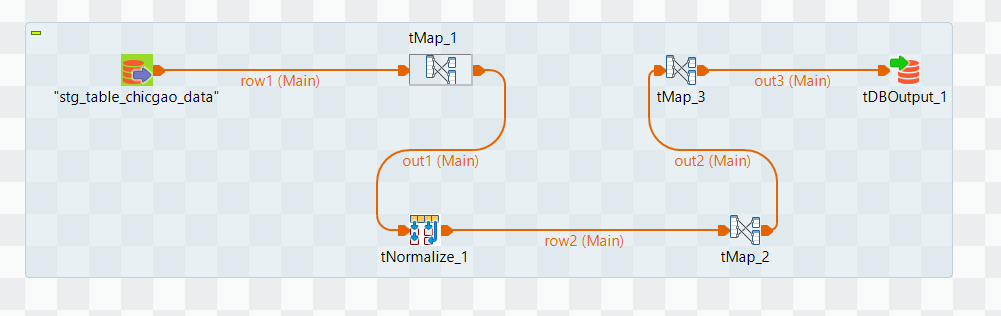 tMap_1
row1 (Main)
"stg_table_chicgao_data"
out1 (Main)
tNormalize_1
row2 (Main)
tMap_2
out2 (Main)
tMap_3
out3 (Main)
tDBOutput_1